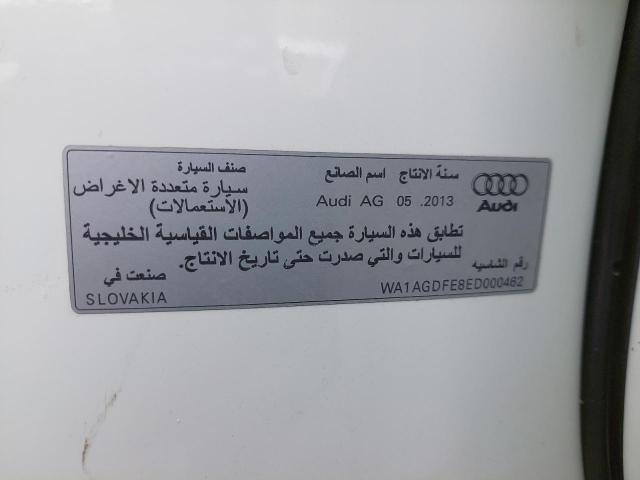 Audi
سنة الانتاج اسم الصانع صنف السيارة
Audi AG 05 .2013 سيارة متعددة الاغراض
(الاستعمالات)
تطابق هذه السيارة جميع المواصفات القياسية الخليجية
للسيارات والتي صدرت حتى تاريخ الانتاج.
رقم الشاسيه صنعت في
WA1AGDFE8ED000462 SLOVAKIA